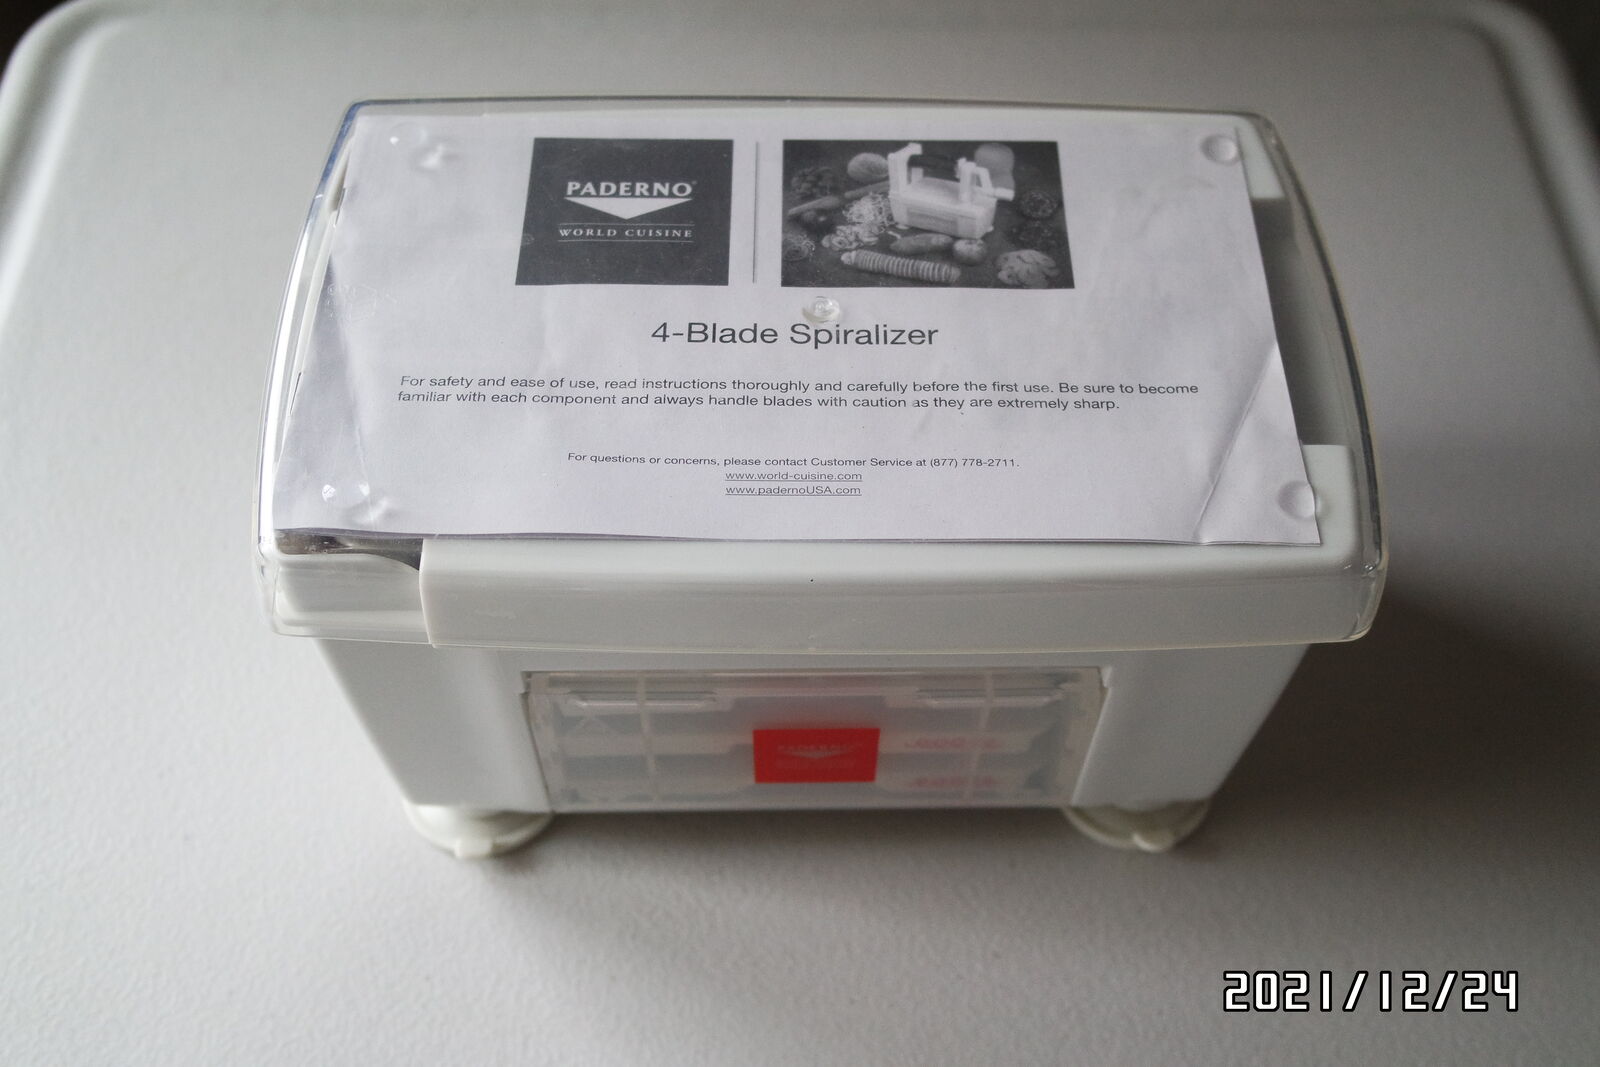 PADERNO®
WORLD CUISINE
4-Blade Spiralizer
For safety and ease of use, read instructions thoroughly and carefully before the first use. Be sure to become
familiar with each component and always handle blades with caution as they are extremely sharp.
For questions or concerns, please contact Customer Service at (877) 778-2711.
www.world-cuisine.com
www.padernoUSA.com
PADERNO
2021/12/24